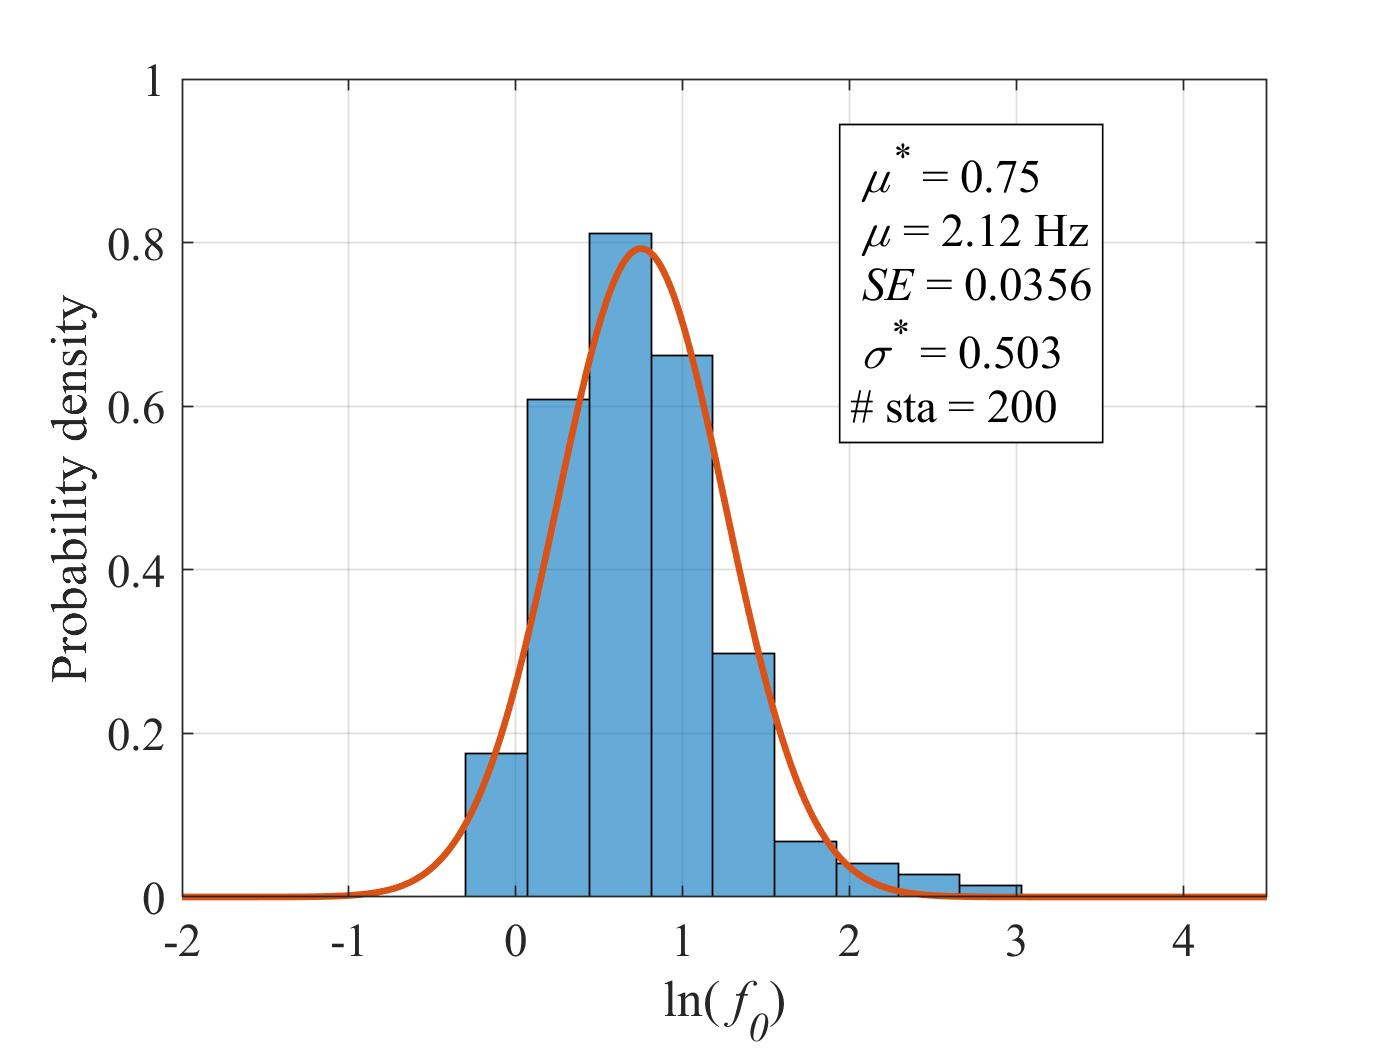 1
0.8
0.6
0.4
0.2
0
-2 -1 0 1 2 3 4
Probability density
ln(f0)
μ* = 0.75
μ = 2.12 Hz
SE = 0.0356
σ* = 0.503
# sta = 200